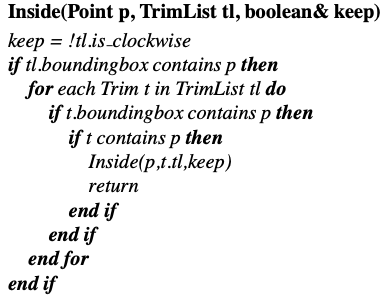 Inside(Point p, TrimList tl, boolean& keep)
keep = !tl.is_clockwise
if tl.boundingbox contains p then
for each Trim t in TrimList tl do
if t.boundingbox contains p then
if t contains p then
Inside(p,t.tl,keep)
return
end if
end if
end for
end if